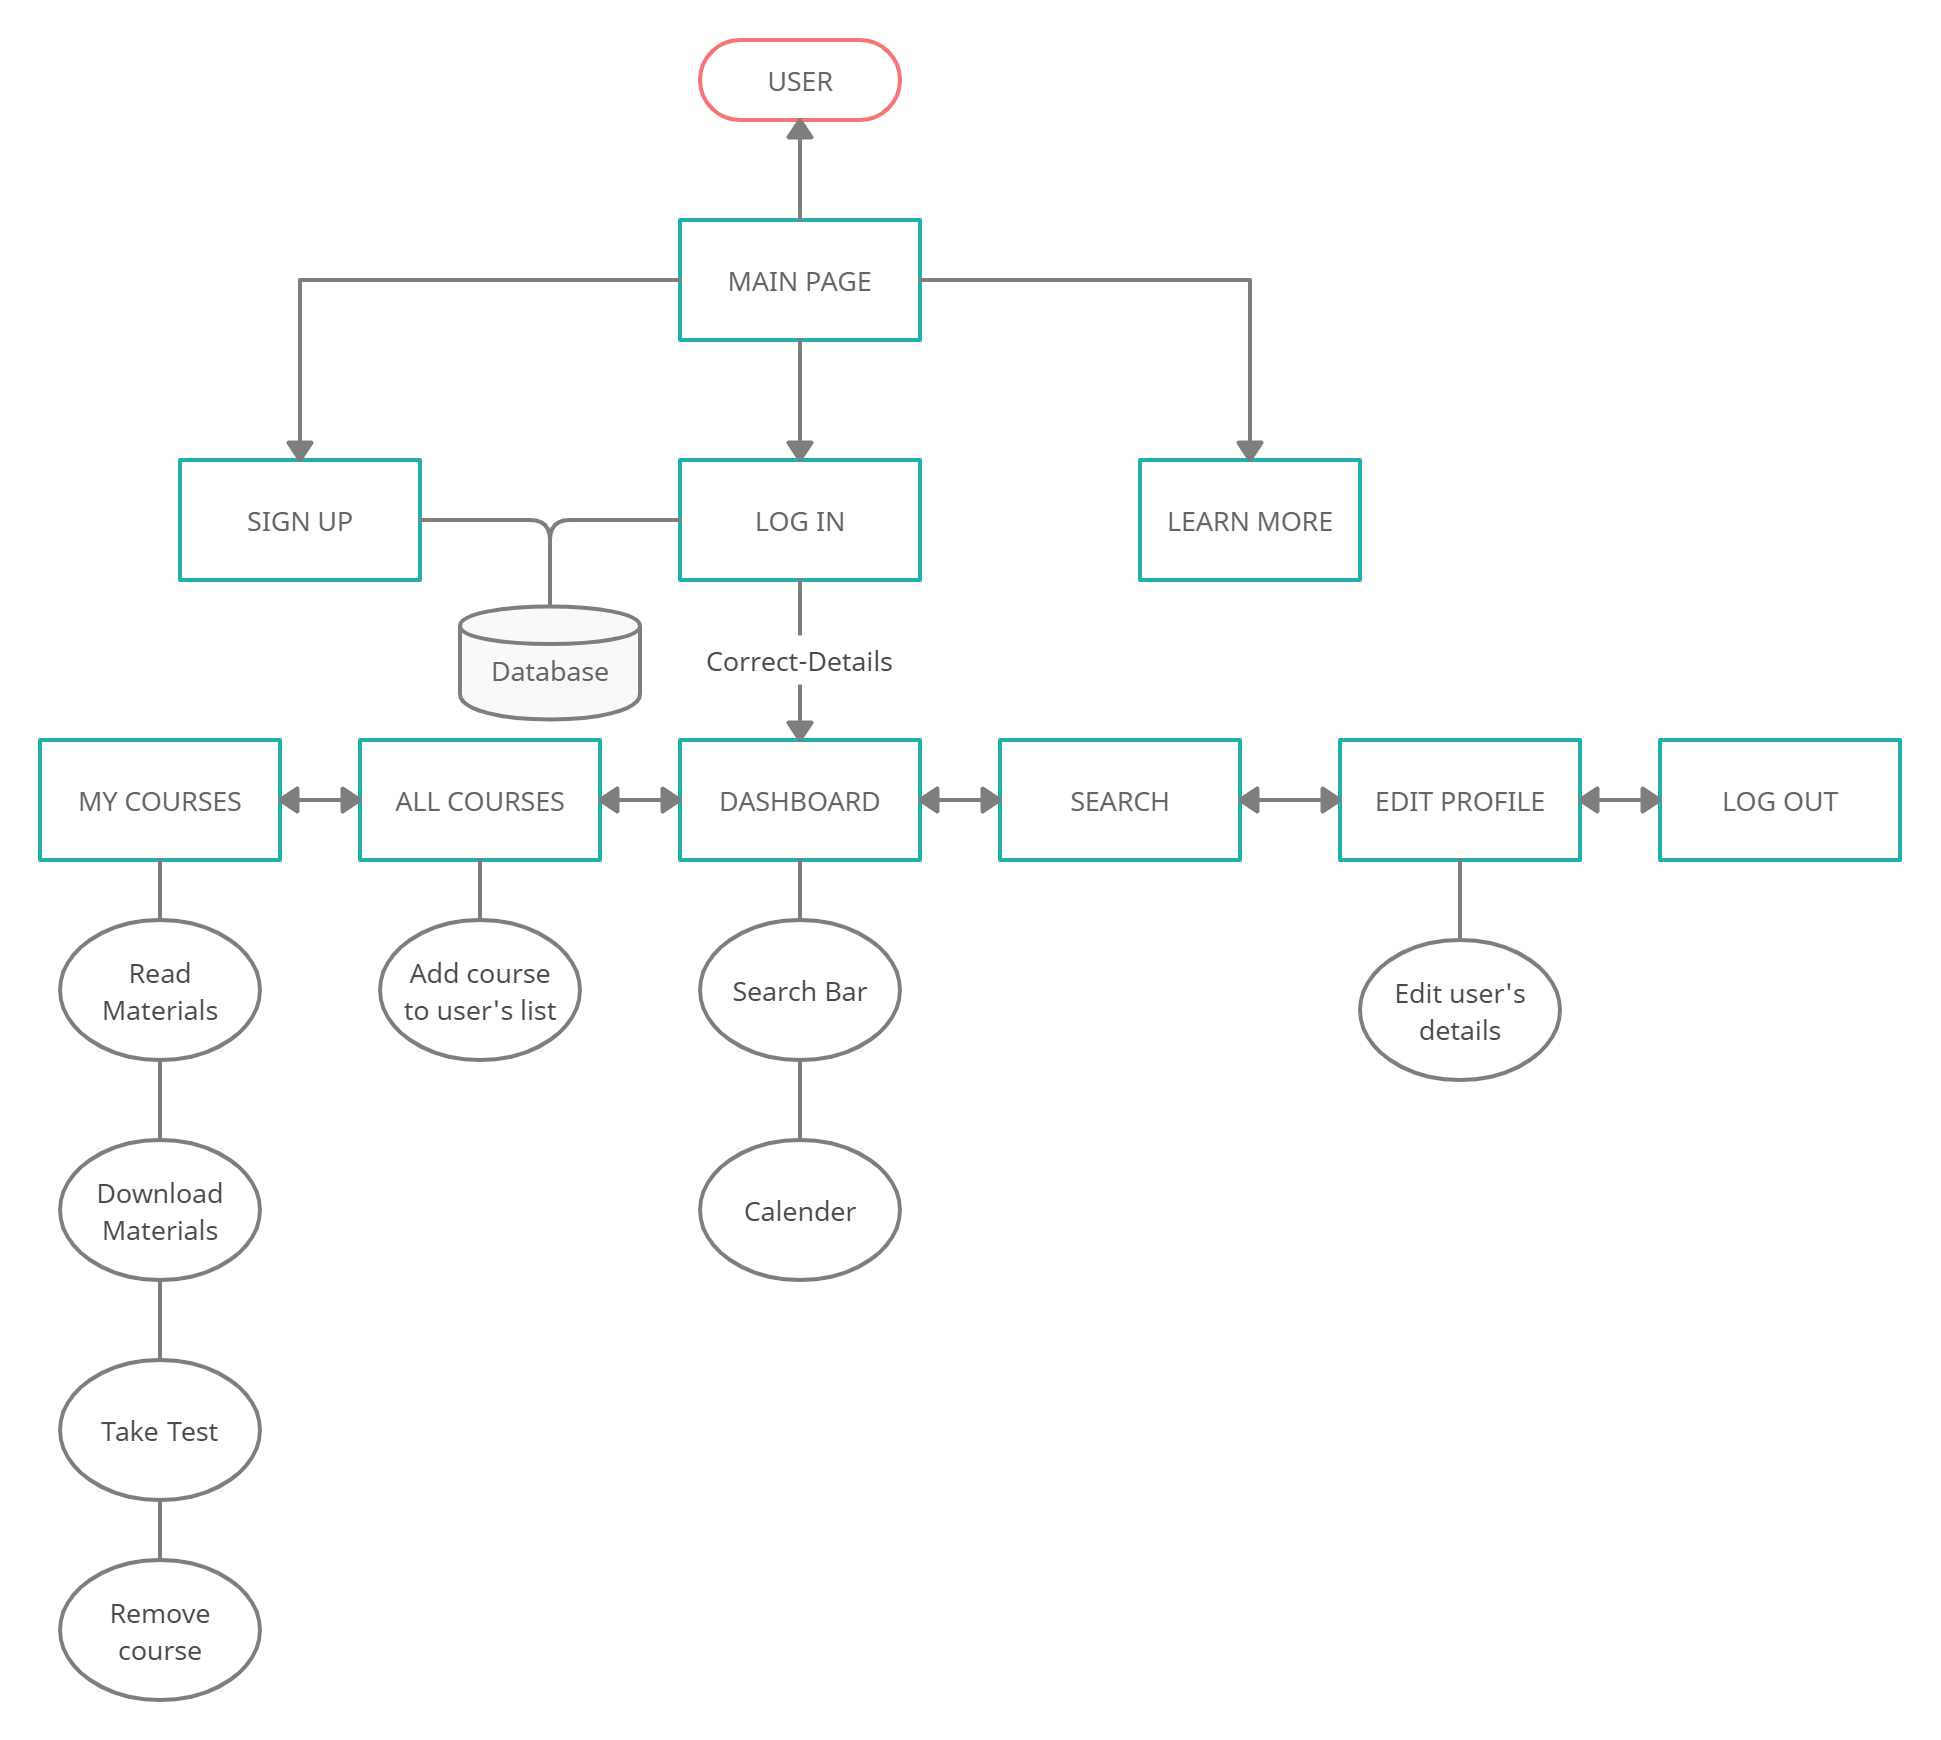 USER
MAIN PAGE
SIGN UP
LOG IN
LEARN MORE
Database
Correct-Details
MY COURSES
ALL COURSES
DASHBOARD
SEARCH
EDIT PROFILE
LOG OUT
Read
Materials
Add course
to user's list
Search Bar
Edit user's
details
Download
Materials
Calender
Take Test
Remove
course